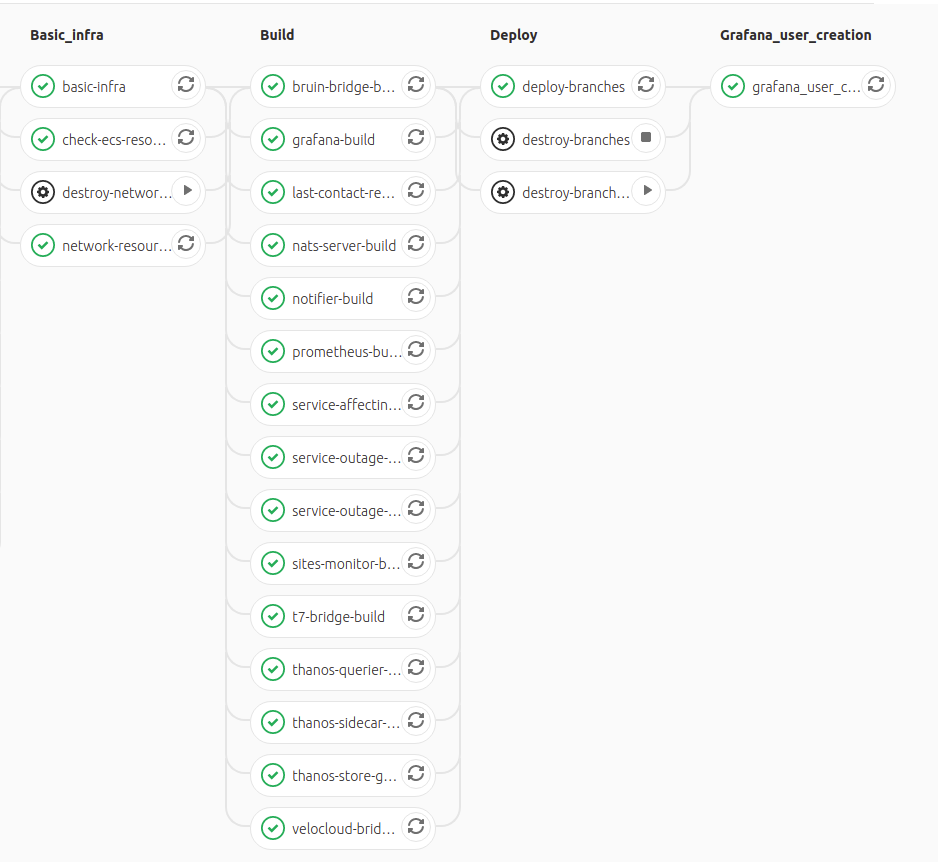 Basic_infra
basic-infra
check-ecs-reso...
destroy-networ...
network-resour...
Build
bruin-bridge-b...
grafana-build
last-contact-re...
nats-server-build
notifier-build
prometheus-bu...
service-affectin...
service-outage-...
service-outage-...
sites-monitor-b...
t7-bridge-build
thanos-querier-...
thanos-sidecar-...
thanos-store-g...
velocloud-brid...
Deploy
deploy-branches
destroy-branches
destroy-branch...
Grafana_user_creation
grafana_user_c...